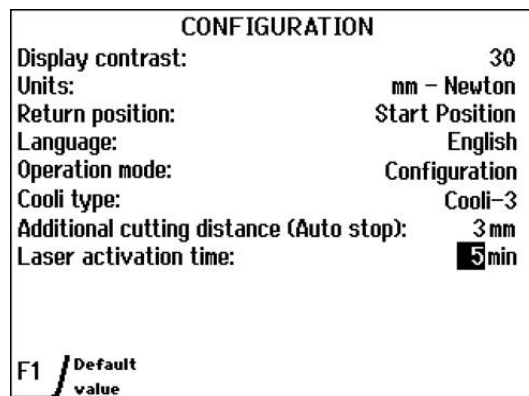 CONFIGURATION
Display contrast: 30
Units: mm – Newton
Return position: Start Position
Language: English
Operation mode: Configuration
Cooli type: Cooli-3
Additional cutting distance (Auto stop): 3 mm
Laser activation time: 5 min
F1 Default
value